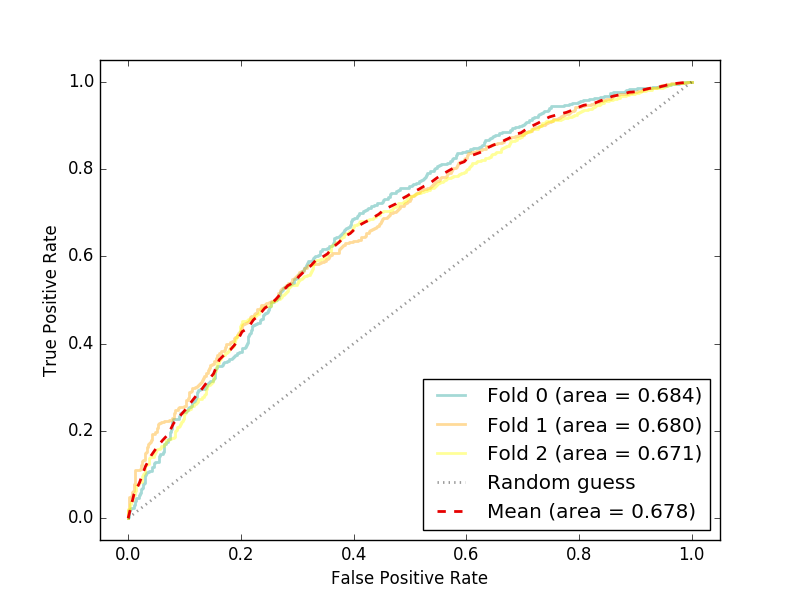 1.0
0.8
0.6
0.4
0.2
0.0
True Positive Rate
Fold 0 (area = 0.684)
Fold 1 (area = 0.680)
Fold 2 (area = 0.671)
Random guess
Mean (area = 0.678)
0.0 0.2 0.4 0.6 0.8 1.0
False Positive Rate